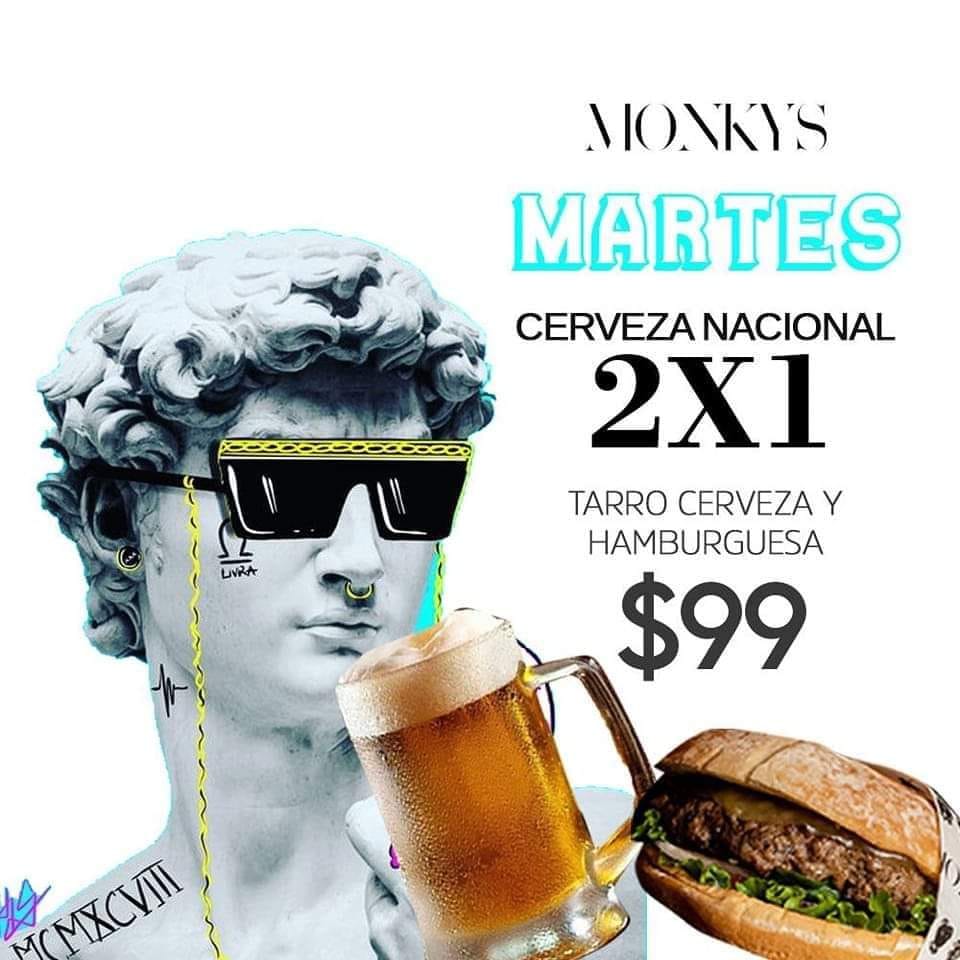 MONKYS
MARTES
CERVEZA NACIONAL
2X1
TARRO CERVEZA Y
HAMBURGUESA
$99
LIVRA
MCMXCVIII